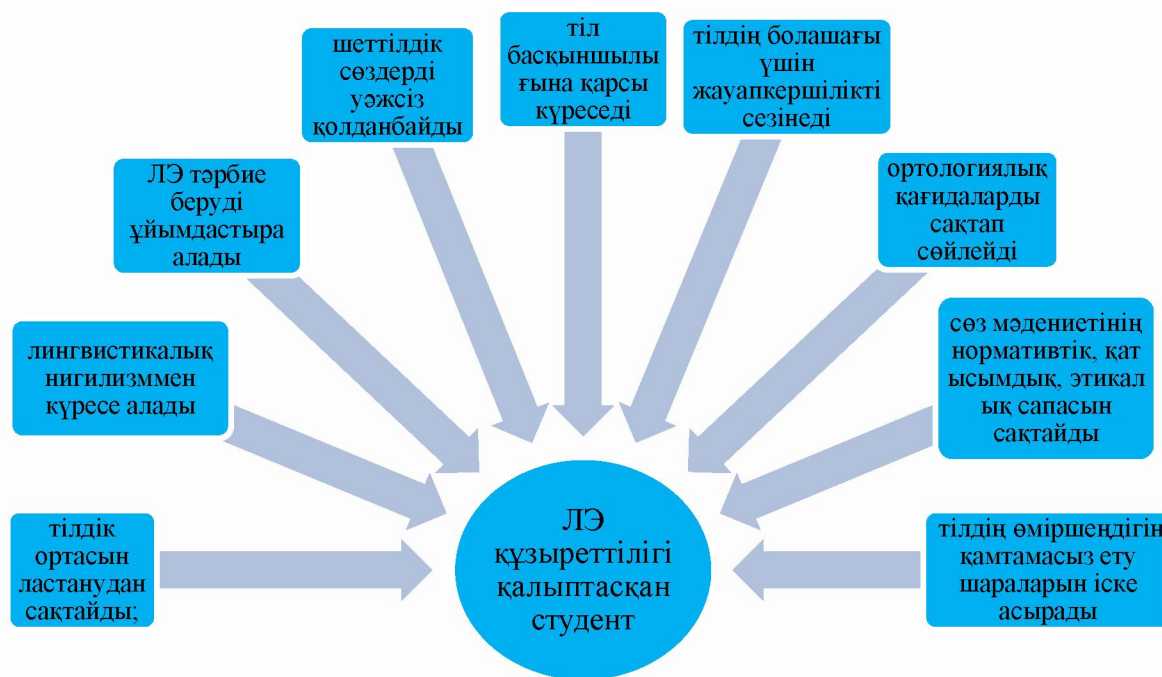 тілдік
ортасын
ластанудан
сақтайды;
лингвистикалық
нигилизммен
күресе алады
ЛЭ тәрбие
беруді
ұйымдастыра
алады
шеттілдік
сөздерді
уәжсіз
қолданбайды
тіл
басқыншылы
ғына қарсы
күреседі
тілдің болашағы
үшін
жауапкершілікті
сезінеді
ортологиялық
қағидаларды
сақтап
сөйлейді
сөз мәдениетінің
нормативтік, қат
ысымдық, этикал
ық сапасын
сақтайды
тілдің өміршеңдігін
қамтамасыз ету
шараларын іске
асырады
ЛЭ
құзыреттілігі
қалыптасқан
студент